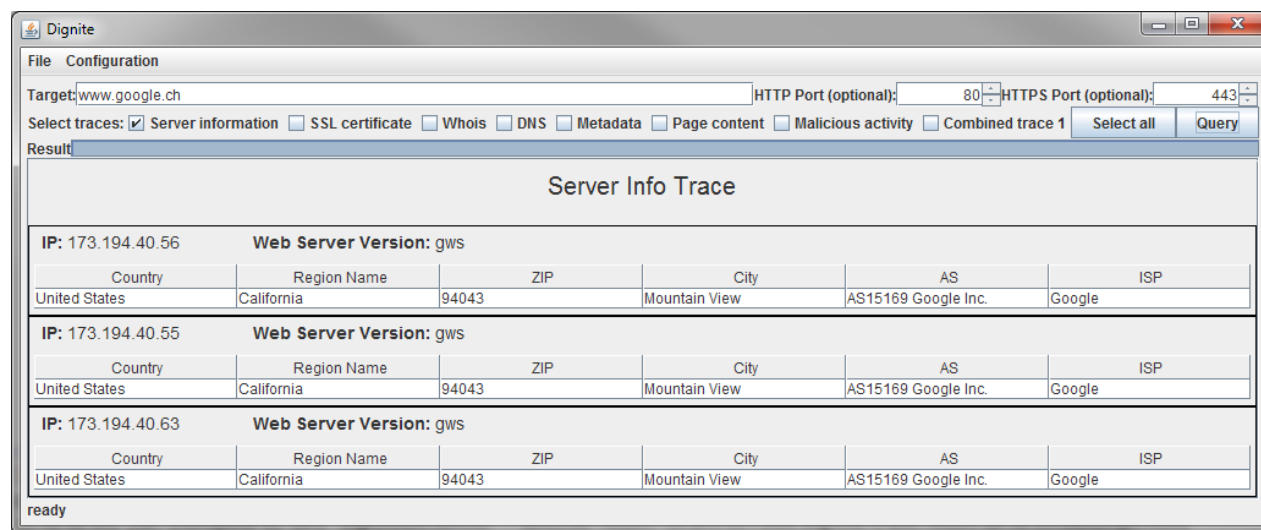 Dignite
File Configuration
Target: www.google.ch HTTP Port (optional): 80 HTTPS Port (optional): 443
Select traces: Server information SSL certificate Whois DNS Metadata Page content Malicious activity Combined trace 1 Select all Query
Result
Server Info Trace
IP: 173.194.40.56 Web Server Version: gws
Country Region Name ZIP City AS ISP
United States California 94043 Mountain View AS15169 Google Inc. Google
IP: 173.194.40.55 Web Server Version: gws
Country Region Name ZIP City AS ISP
United States California 94043 Mountain View AS15169 Google Inc. Google
IP: 173.194.40.63 Web Server Version: gws
Country Region Name ZIP City AS ISP
United States California 94043 Mountain View AS15169 Google Inc. Google
ready